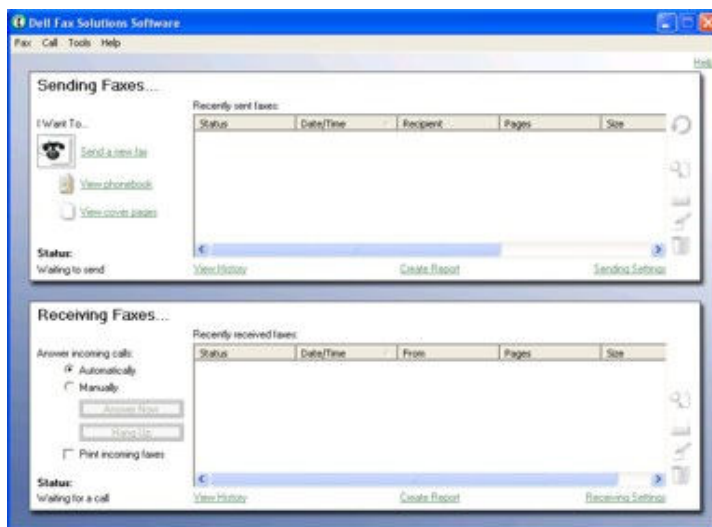 Dell Fax Solutions Software
Fax Call Tools Help
Help
Sending Faxes...
Recently sent faxes:
I Want To...
Status Date/Time Recipient Pages Size
Send a new fax
View phonebook
View cover pages
Status:
Waiting to send
View History Create Report Sending Settings
Receiving Faxes...
Recently received faxes:
Answer incoming calls:
Status Date/Time From Pages Size
Automatically
Manually
Answer Now
Hang Up
Print incoming faxes
Status:
Waiting for a call
View History Create Report Receiving Settings